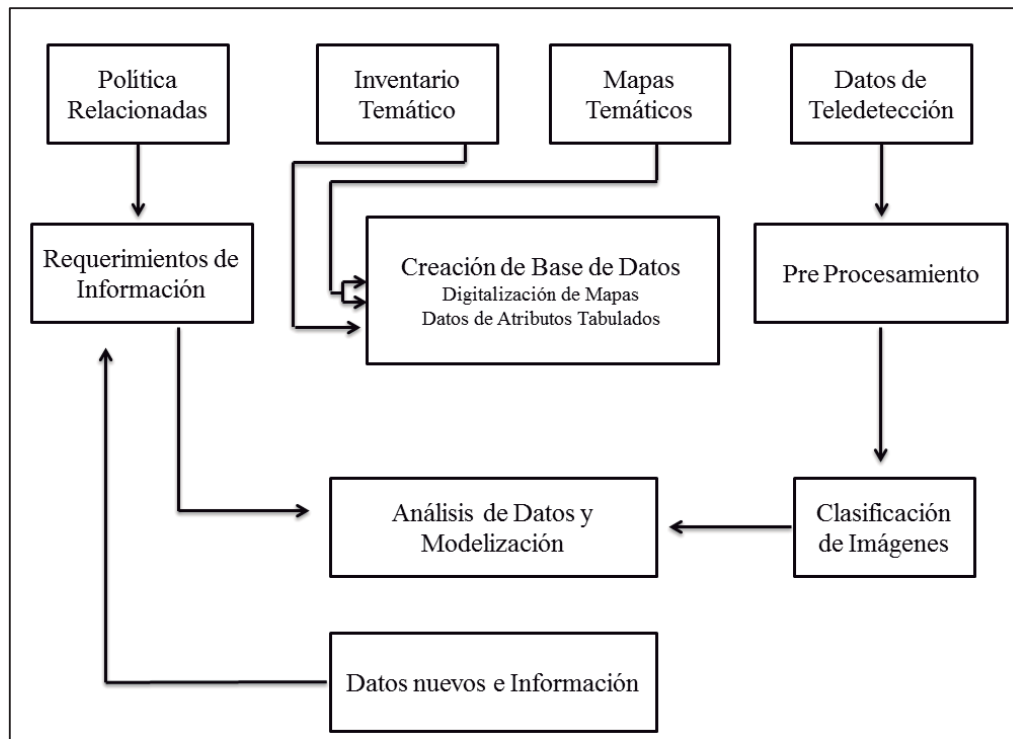 Política
Relacionadas
Inventario
Temático
Mapas
Temáticos
Datos de
Teledetección
Requerimientos de
Información
Creación de Base de Datos
Digitalización de Mapas
Datos de Atributos Tabulados
Pre Procesamiento
Análisis de Datos y
Modelización
Clasificación
de Imágenes
Datos nuevos e Información